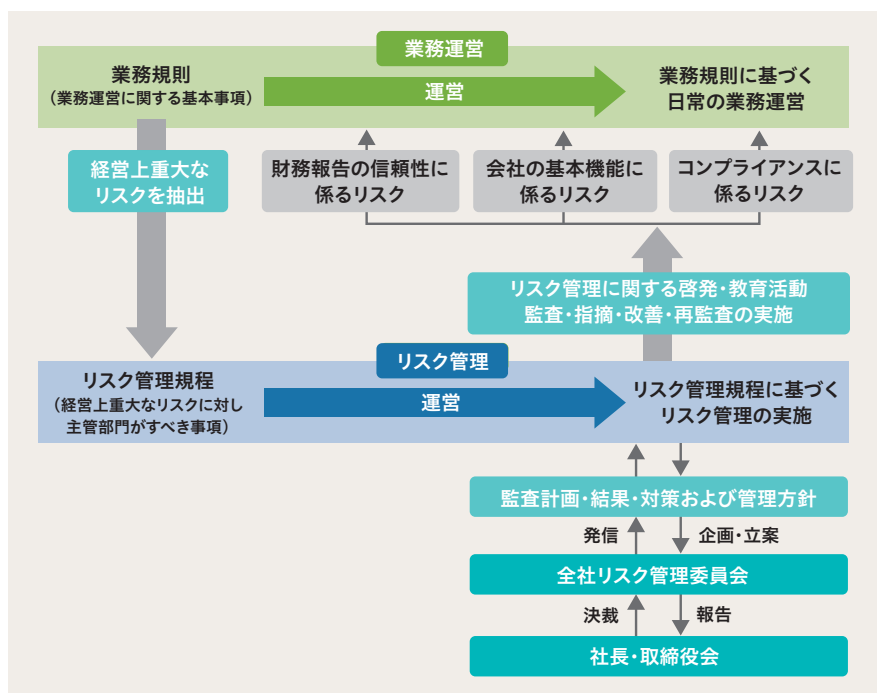 業務運営
業務規則
（業務運営に関する基本事項）
運営
業務規則に基づく
日常の業務運営
経営上重大な
リスクを抽出
財務報告の信頼性に
係るリスク
会社の基本機能に
係るリスク
コンプライアンスに
係るリスク
リスク管理に関する啓発・教育活動
監査・指摘・改善・再監査の実施
リスク管理
リスク管理規程
（経営上重大なリスクに対し
主管部門がすべき事項）
運営
リスク管理規程に基づく
リスク管理の実施
監査計画・結果・対策および管理方針
発信
企画・立案
全社リスク管理委員会
決裁
報告
社長・取締役会